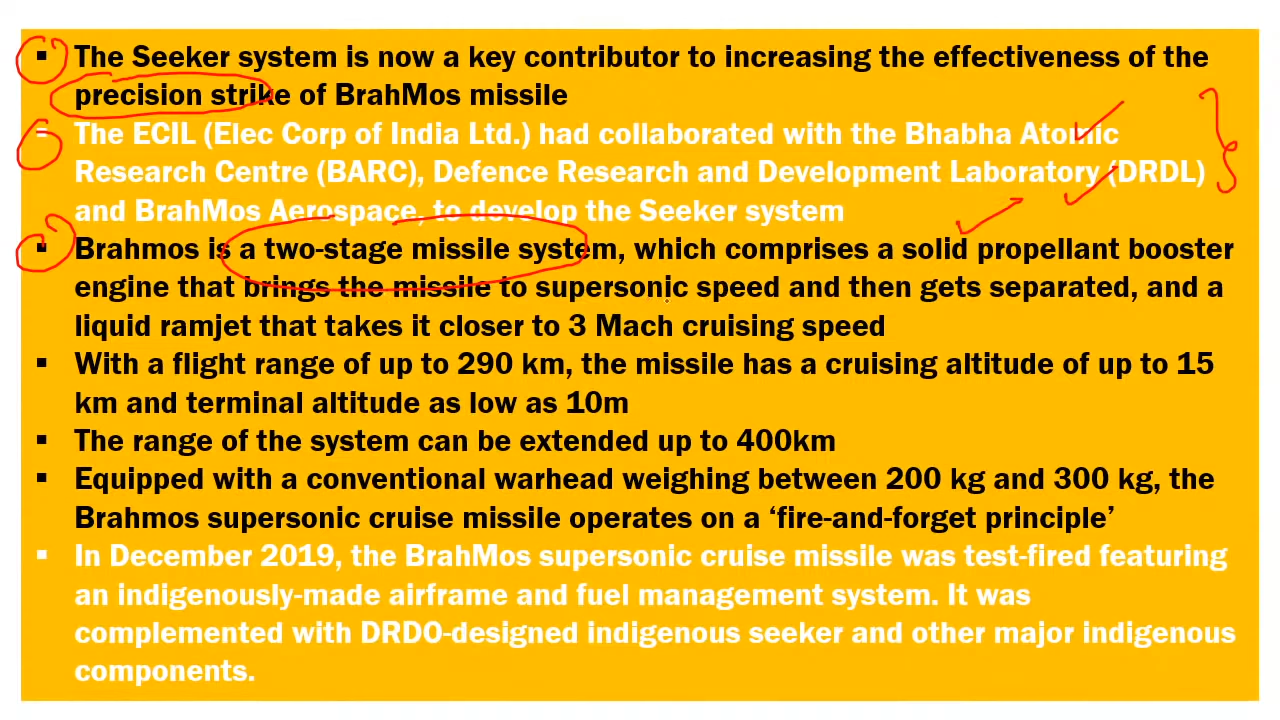 ▪ The Seeker system is now a key contributor to increasing the effectiveness of the
precision strike of BrahMos missile
▪ The ECIL (Elec Corp of India Ltd.) had collaborated with the Bhabha Atomic
Research Centre (BARC), Defence Research and Development Laboratory (DRDL)
and BrahMos Aerospace, to develop the Seeker system
▪ Brahmos is a two-stage missile system, which comprises a solid propellant booster
engine that brings the missile to supersonic speed and then gets separated, and a
liquid ramjet that takes it closer to 3 Mach cruising speed
▪ With a flight range of up to 290 km, the missile has a cruising altitude of up to 15
km and terminal altitude as low as 10m
▪ The range of the system can be extended up to 400km
▪ Equipped with a conventional warhead weighing between 200 kg and 300 kg, the
Brahmos supersonic cruise missile operates on a ‘fire-and-forget principle’
▪ In December 2019, the BrahMos supersonic cruise missile was test-fired featuring
an indigenously-made airframe and fuel management system. It was
complemented with DRDO-designed indigenous seeker and other major indigenous
components.